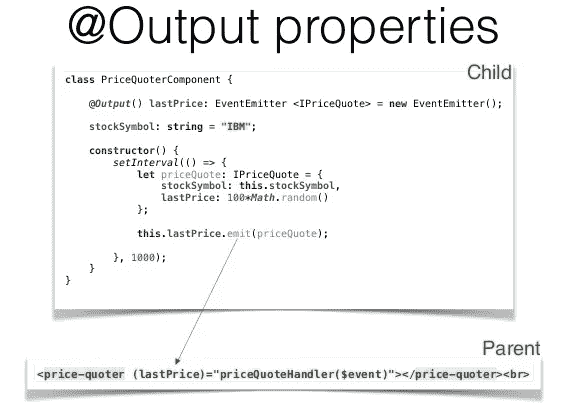 @Output properties
Child
class PriceQuoterComponent {
@Output() lastPrice: EventEmitter <IPriceQuote> = new EventEmitter();
stockSymbol: string = "IBM";
constructor() {
setInterval(() => {
let priceQuote: IPriceQuote = {
stockSymbol: this.stockSymbol,
lastPrice: 100*Math.random()
};
this.lastPrice.emit(priceQuote);
}, 1000);
}
}
Parent
<price-quoter (lastPrice)="priceQuoteHandler($event)"></price-quoter><br>